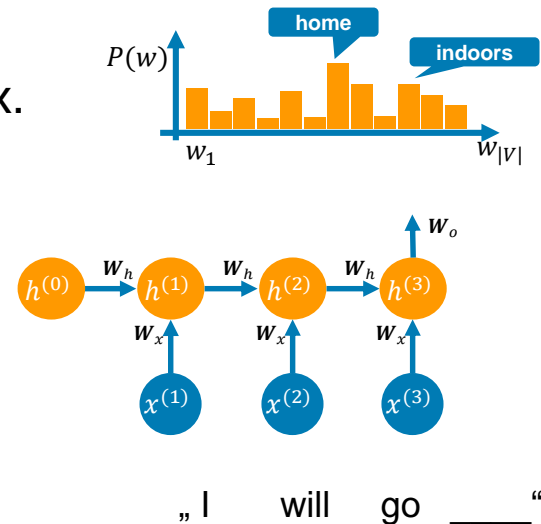 home
P(w)
indoors
x.
w₁ w|V|
Wₒ
Wₕ Wₕ Wₕ
h⁽⁰⁾ h⁽¹⁾ h⁽²⁾ h⁽³⁾
Wₓ Wₓ Wₓ
x⁽¹⁾ x⁽²⁾ x⁽³⁾
„ I will go ____“